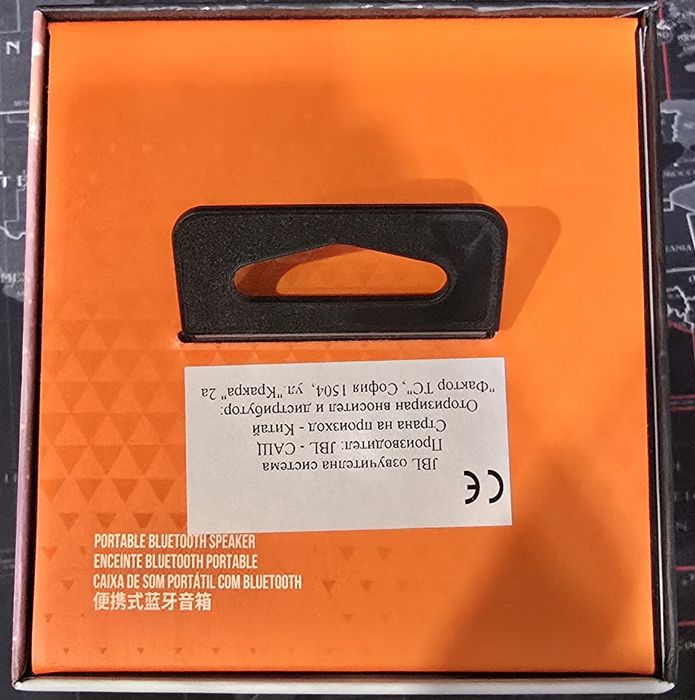 JBL озвучителна система
Производител: JBL - САЩ
Страна на произход - Китай
Оторизиран вносител и дистрибутор:
"Фактор ТС", София 1504, ул."Кракра" 2а
CE
PORTABLE BLUETOOTH SPEAKER
ENCEINTE BLUETOOTH PORTABLE
CAIXA DE SOM PORTÁTIL COM BLUETOOTH
便携式蓝牙音箱